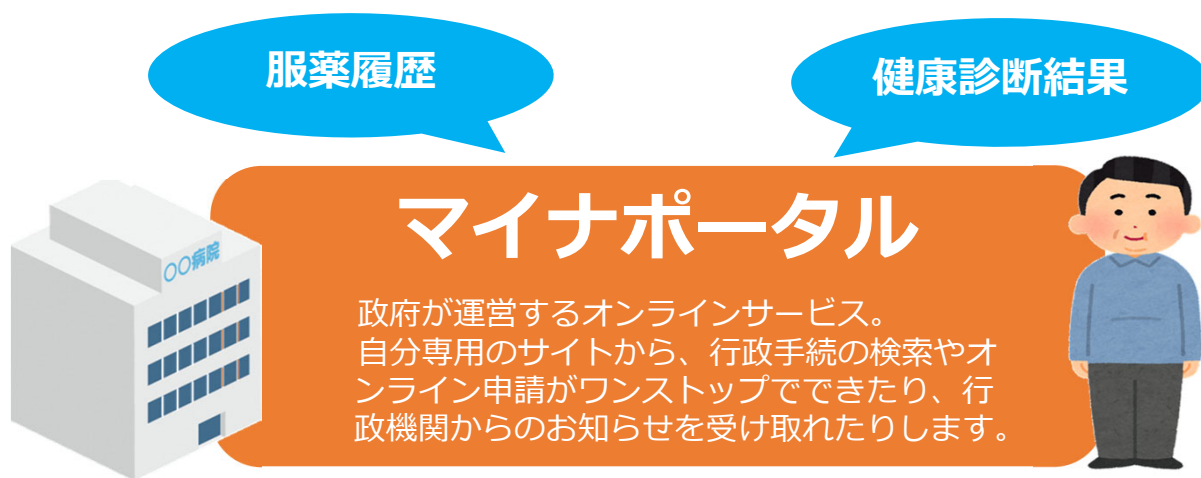 服薬履歴
健康診断結果
マイナポータル
〇〇病院
政府が運営するオンラインサービス。
自分専用のサイトから、行政手続の検索やオ
ンライン申請がワンストップでできたり、行
政機関からのお知らせを受け取れたりします。